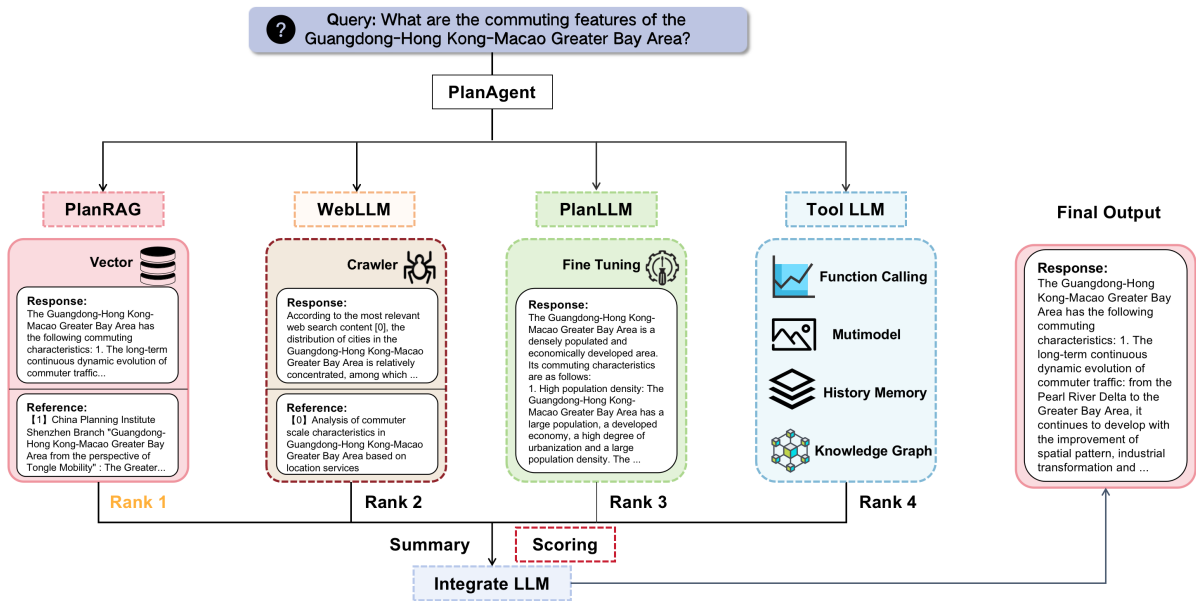 ?
Query: What are the commuting features of the
Guangdong-Hong Kong-Macao Greater Bay Area?
PlanAgent
PlanRAG
Vector
Response:
The Guangdong-Hong Kong-
Macao Greater Bay Area has
the following commuting
characteristics: 1. The long-term
continuous dynamic evolution of
commuter traffic...
Reference:
【1】China Planning Institute
Shenzhen Branch "Guangdong-
Hong Kong-Macao Greater Bay
Area from the perspective of
Tongle Mobility" : The Greater...
Rank 1
WebLLM
Crawler
Response:
According to the most relevant
web search content [0], the
distribution of cities in the
Guangdong-Hong Kong-Macao
Greater Bay Area is relatively
concentrated, among which ...
Reference:
【0】Analysis of commuter
scale characteristics in
Guangdong-Hong Kong-Macao
Greater Bay Area based on
location services
Rank 2
PlanLLM
Fine Tuning
Response:
The Guangdong-Hong Kong-
Macao Greater Bay Area is a
densely populated and
economically developed area.
Its commuting characteristics
are as follows:
1. High population density: The
Guangdong-Hong Kong-
Macao Greater Bay Area has a
large population, a developed
economy, a high degree of
urbanization and a large
population density. The ...
Rank 3
Tool LLM
Function Calling
Mutimodel
History Memory
Knowledge Graph
Rank 4
Summary
Scoring
Integrate LLM
Final Output
Response:
The Guangdong-Hong
Kong-Macao Greater Bay
Area has the following
commuting
characteristics: 1. The
long-term continuous
dynamic evolution of
commuter traffic: from the
Pearl River Delta to the
Greater Bay Area, it
continues to develop with
the improvement of
spatial pattern, industrial
transformation and ...